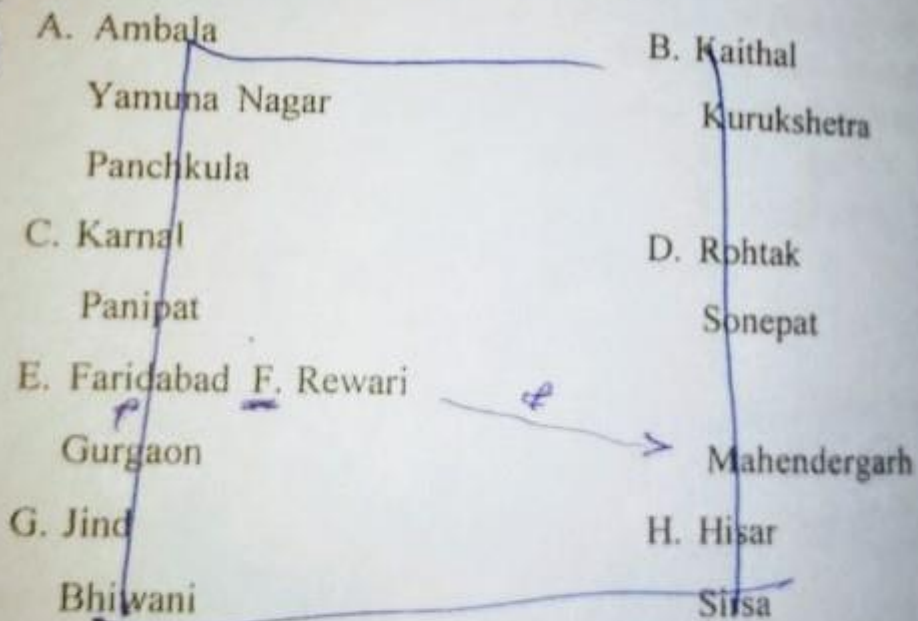 A. Ambala
B. Kaithal
Yamuna Nagar
Kurukshetra
Panchkula
C. Karnal
D. Rohtak
Panipat
Sonepat
E. Faridabad F. Rewari
Gurgaon
Mahendergarh
G. Jind
H. Hisar
Bhiwani
Sirsa